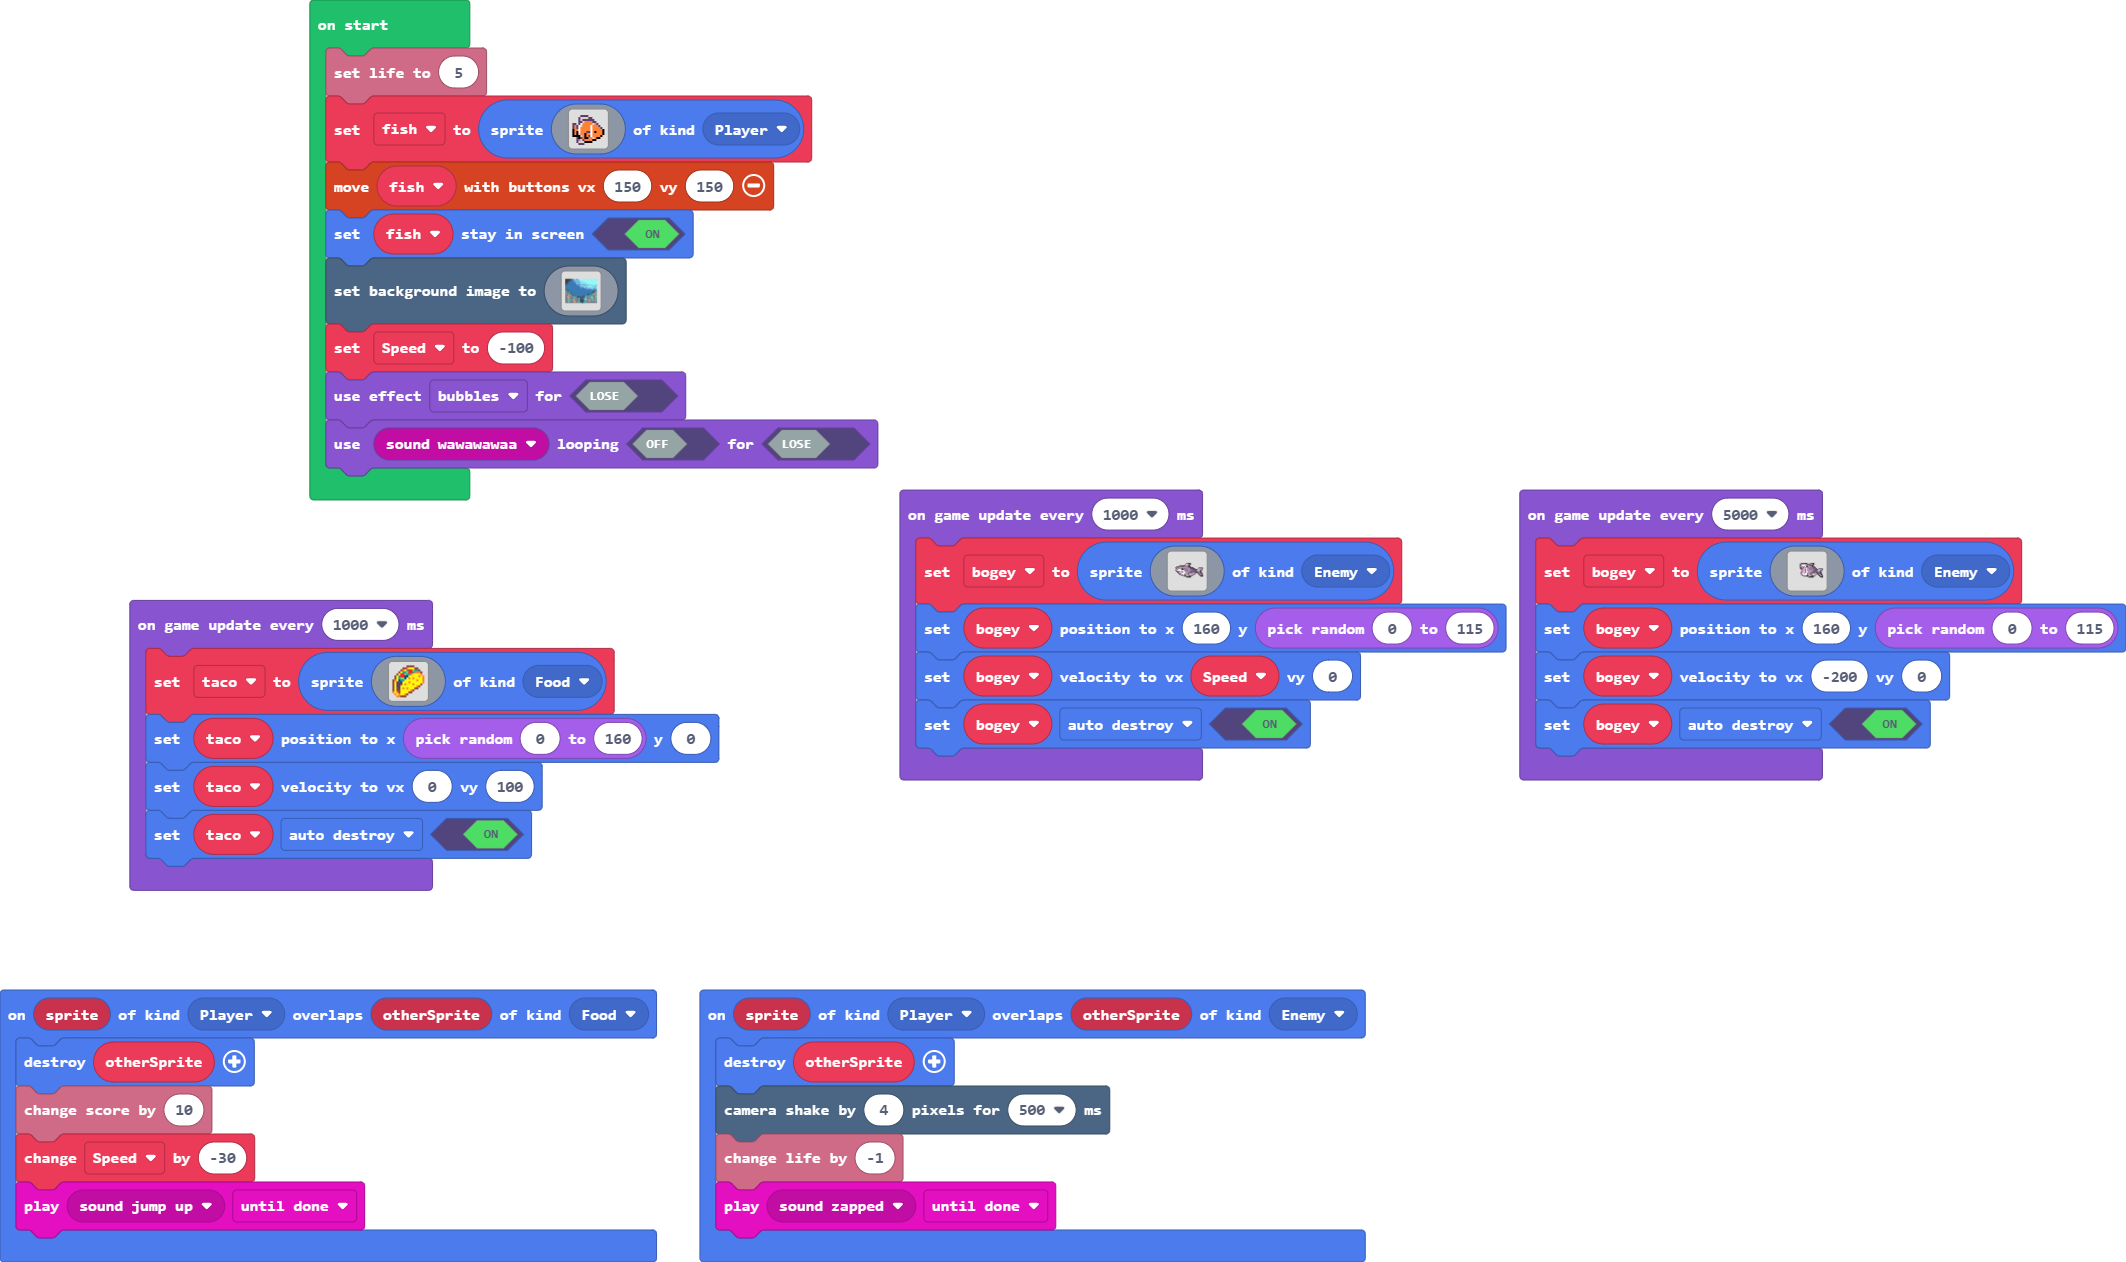 on start
set life to 5
set fish to sprite of kind Player
move fish with buttons vx 150 vy 150
set fish stay in screen ON
set background image to
set Speed to -100
use effect bubbles for LOSE
use sound wawawawaa looping OFF for LOSE
on game update every 1000 ms
set bogey to sprite of kind Enemy
set bogey position to x 160 y pick random 0 to 115
set bogey velocity to vx Speed vy 0
set bogey auto destroy ON
on game update every 5000 ms
set bogey to sprite of kind Enemy
set bogey position to x 160 y pick random 0 to 115
set bogey velocity to vx -200 vy 0
set bogey auto destroy ON
on game update every 1000 ms
set taco to sprite of kind Food
set taco position to x pick random 0 to 160 y 0
set taco velocity to vx 0 vy 100
set taco auto destroy ON
on sprite of kind Player overlaps otherSprite of kind Food
destroy otherSprite
change score by 10
change Speed by -30
play sound jump up until done
on sprite of kind Player overlaps otherSprite of kind Enemy
destroy otherSprite
camera shake by 4 pixels for 500 ms
change life by -1
play sound zapped until done